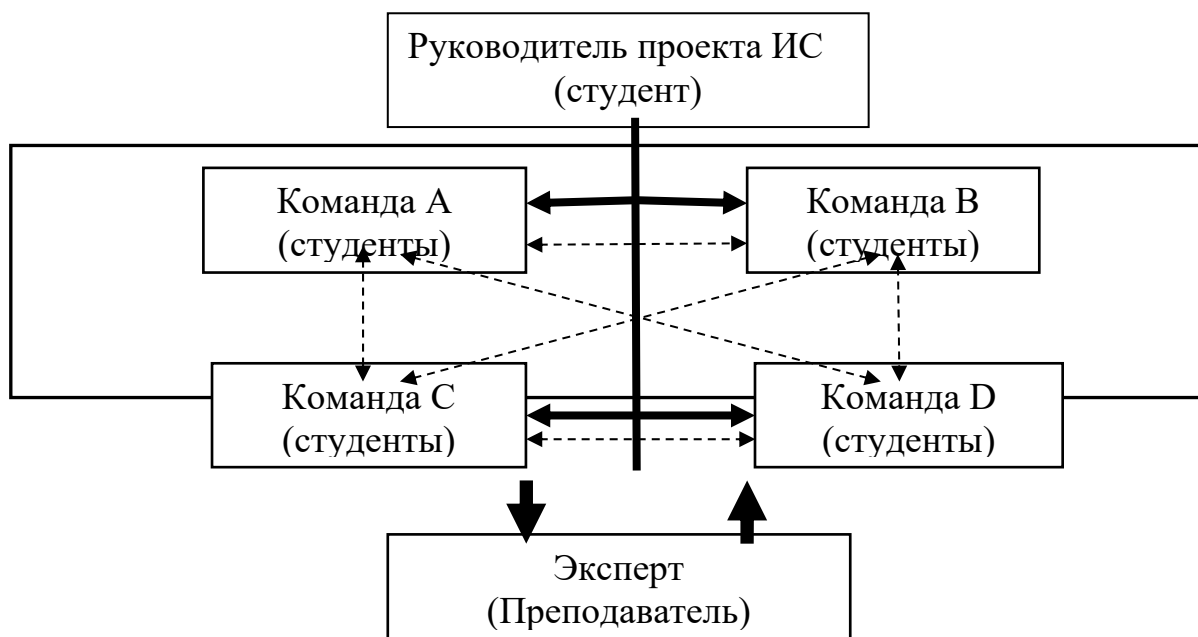 Руководитель проекта ИС
(студент)
Команда А
(студенты)
Команда В
(студенты)
Команда С
(студенты)
Команда D
(студенты)
Эксперт
(Преподаватель)